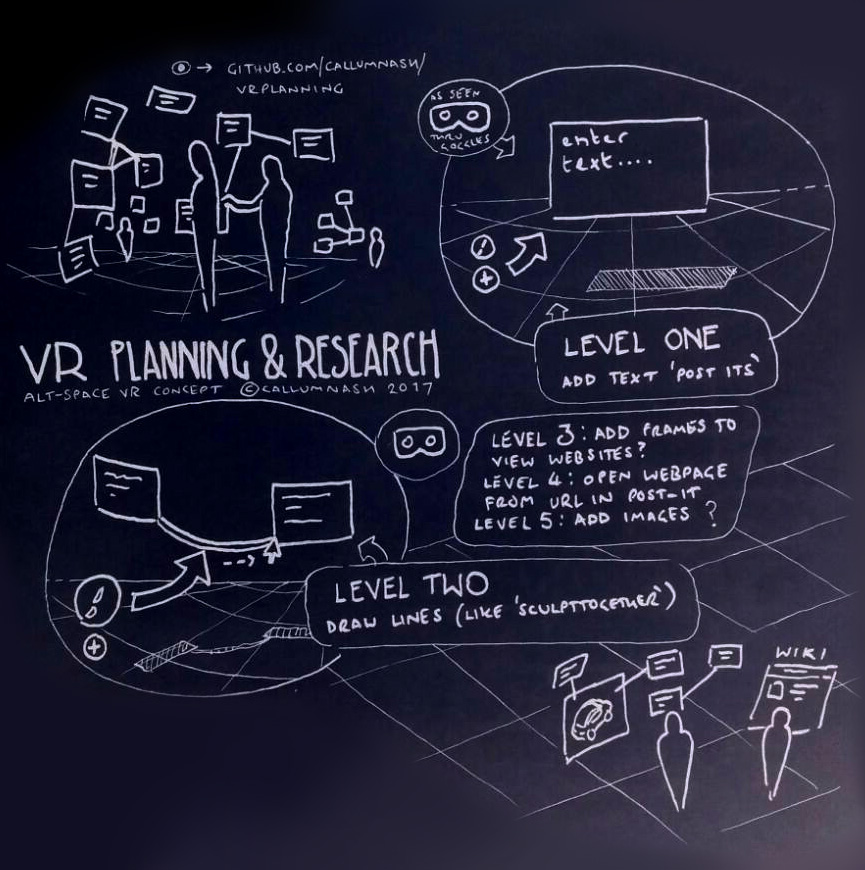 GITHUB.COM/CALLUMNASH/
VRPLANNING
AS SEEN
THRU
GOGGLES
enter
text....
LEVEL ONE
ADD TEXT 'POST ITS'
VR PLANNING & RESEARCH
ALT-SPACE VR CONCEPT ©CALLUMNASH 2017
LEVEL 3: ADD FRAMES TO
VIEW WEBSITES?
LEVEL 4: OPEN WEBPAGE
FROM URL IN POST-IT
LEVEL 5: ADD IMAGES ?
LEVEL TWO
DRAW LINES (LIKE 'SCULPTTOGETHER')
WIKI